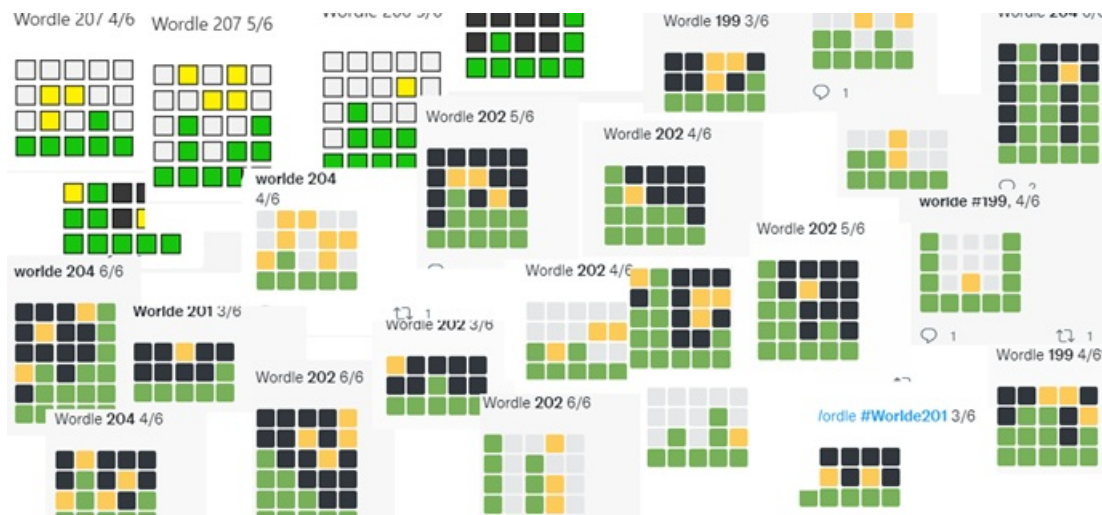 Wordle 207 4/6
Wordle 207 5/6
Wordle 199 3/6
1
Wordle 202 5/6
Wordle 202 4/6
worlde 204
4/6
worlde #199, 4/6
Wordle 202 5/6
worlde 204 6/6
Wordle 202 4/6
Worlde 201 3/6
1
Wordle 202 3/6
1
1
Wordle 199 4/6
Wordle 202 6/6
Wordle 202 6/6
Wordle 204 4/6
/ordle #Worlde201 3/6